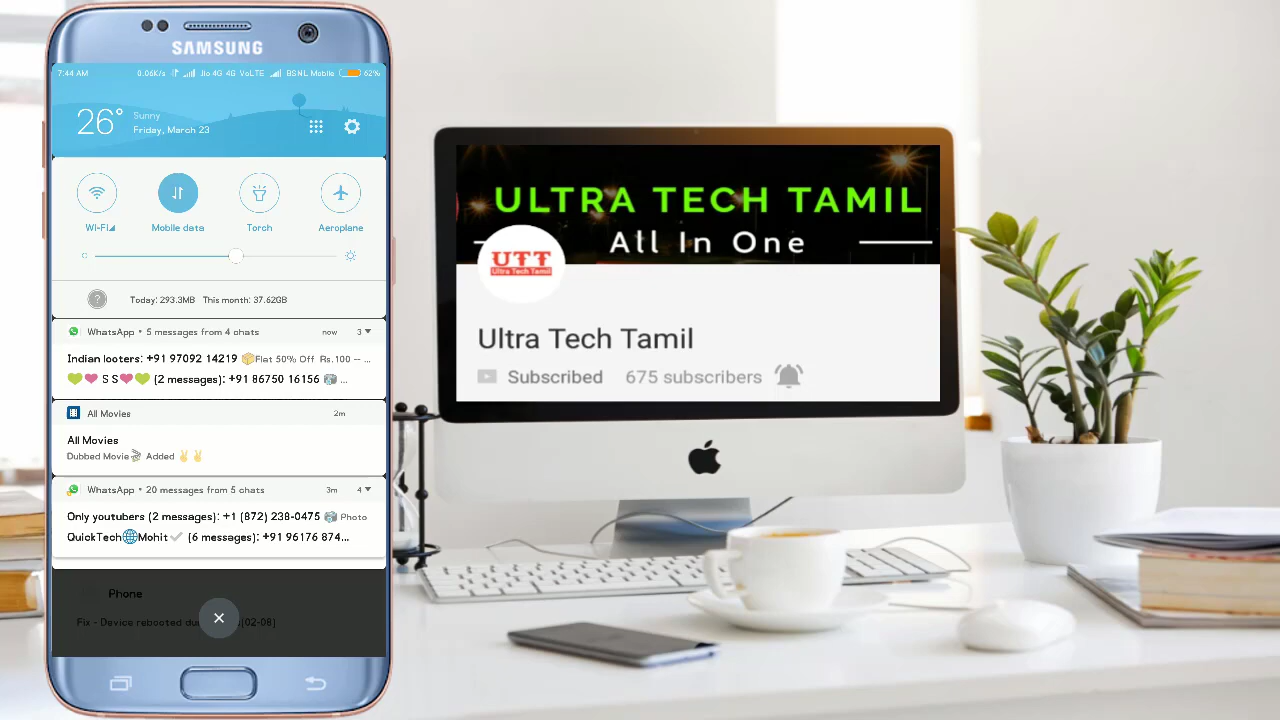 SAMSUNG
7:44 AM 0.06K/s Jio 4G 4G VoLTE BSNL Mobile 62%
26° Sunny
Friday, March 23
Wi-Fi Mobile data Torch Aeroplane
? Today: 293.3MB This month: 37.62GB
WhatsApp • 5 messages from 4 chats now 3
Indian looters: +91 97092 14219 📦Flat 50% Off Rs.100 -- ...
💚❤ S S❤💚 (2 messages): +91 86750 16156 📷 ...
All Movies 2m
All Movies
Dubbed Movie🎬 Added ✌✌
WhatsApp • 20 messages from 5 chats 3m 4
Only youtubers (2 messages): +1 (872) 238-0475 📷 Photo
QuickTech🌐Mohit✔ (6 messages): +91 96176 874...
Phone
Fix - Device rebooted [02-08]
ULTRA TECH TAMIL
All In One
UTT
Ultra Tech Tamil
Ultra Tech Tamil
Subscribed 675 subscribers